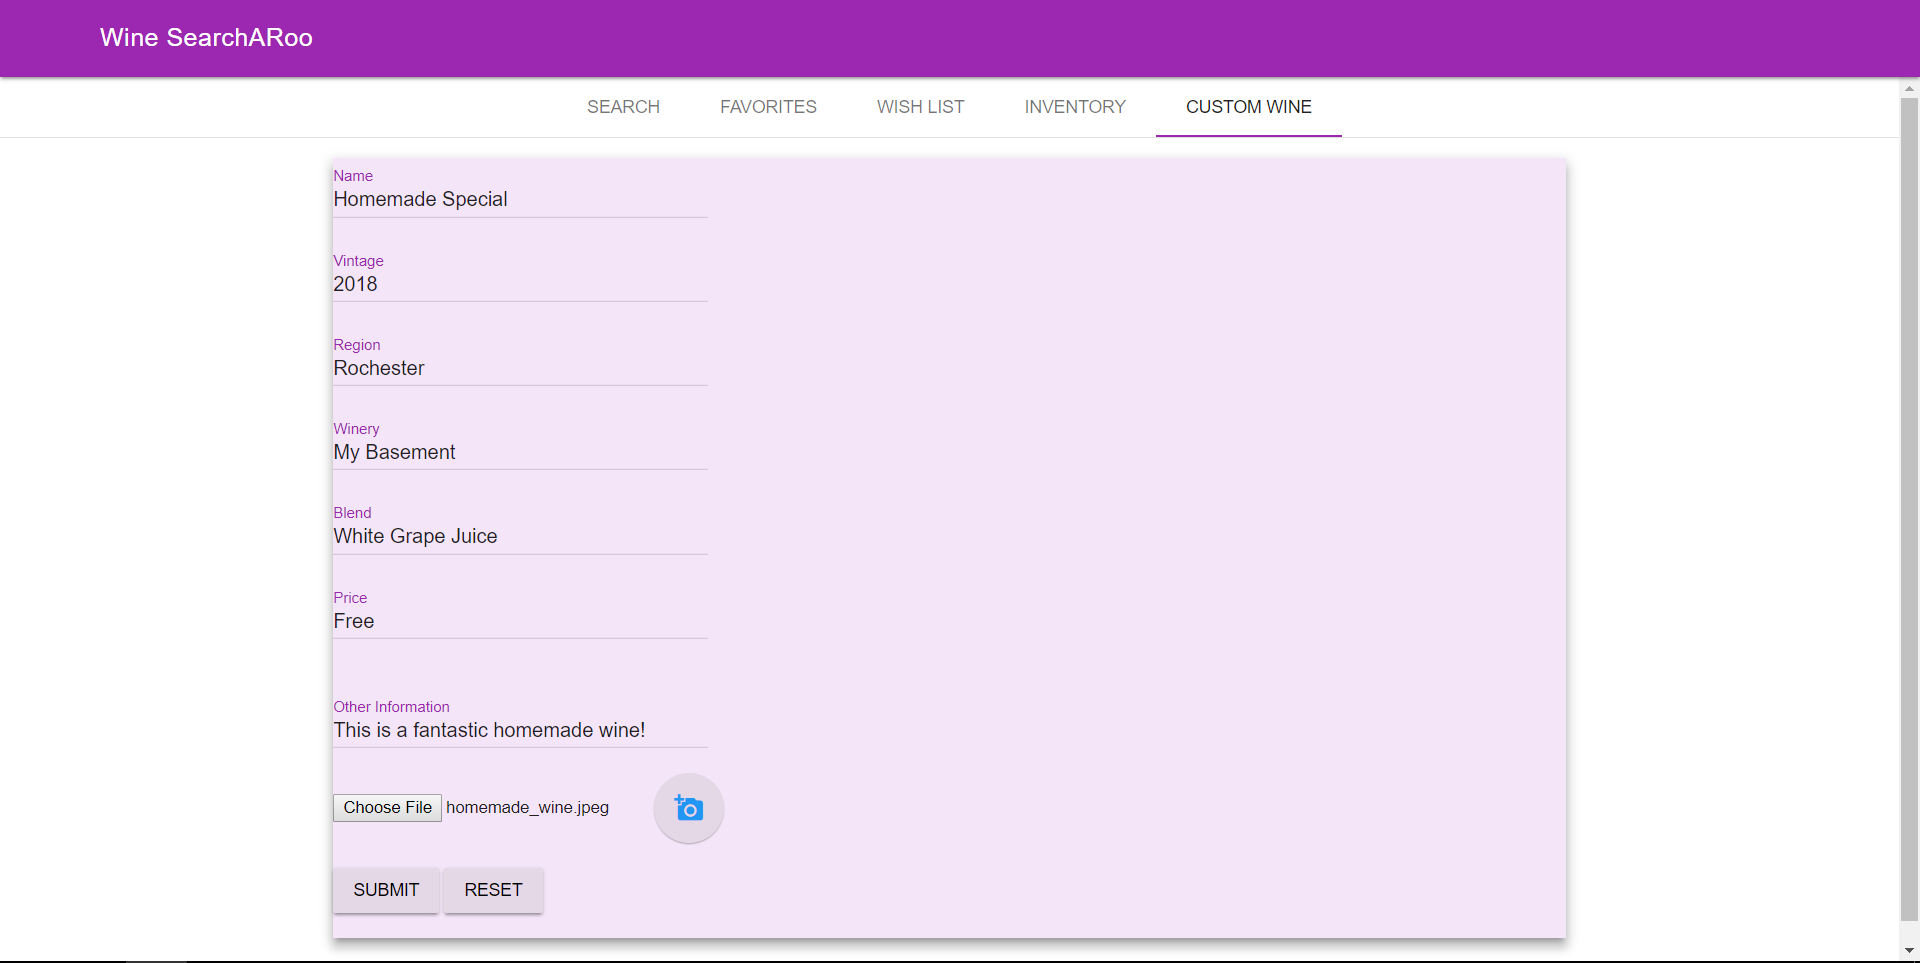 Wine SearchARoo
SEARCH FAVORITES WISH LIST INVENTORY CUSTOM WINE
Name
Homemade Special
Vintage
2018
Region
Rochester
Winery
My Basement
Blend
White Grape Juice
Price
Free
Other Information
This is a fantastic homemade wine!
Choose File homemade_wine.jpeg
SUBMIT RESET